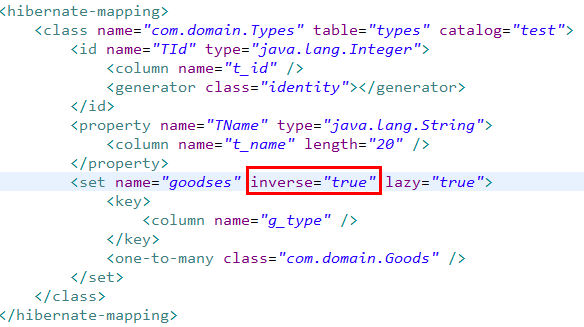 <hibernate-mapping>
<class name="com.domain.Types" table="types" catalog="test">
<id name="TId" type="java.lang.Integer">
<column name="t_id" />
<generator class="identity"></generator>
</id>
<property name="TName" type="java.lang.String">
<column name="t_name" length="20" />
</property>
<set name="goodses" inverse="true" lazy="true">
<key>
<column name="g_type" />
</key>
<one-to-many class="com.domain.Goods" />
</set>
</class>
</hibernate-mapping>